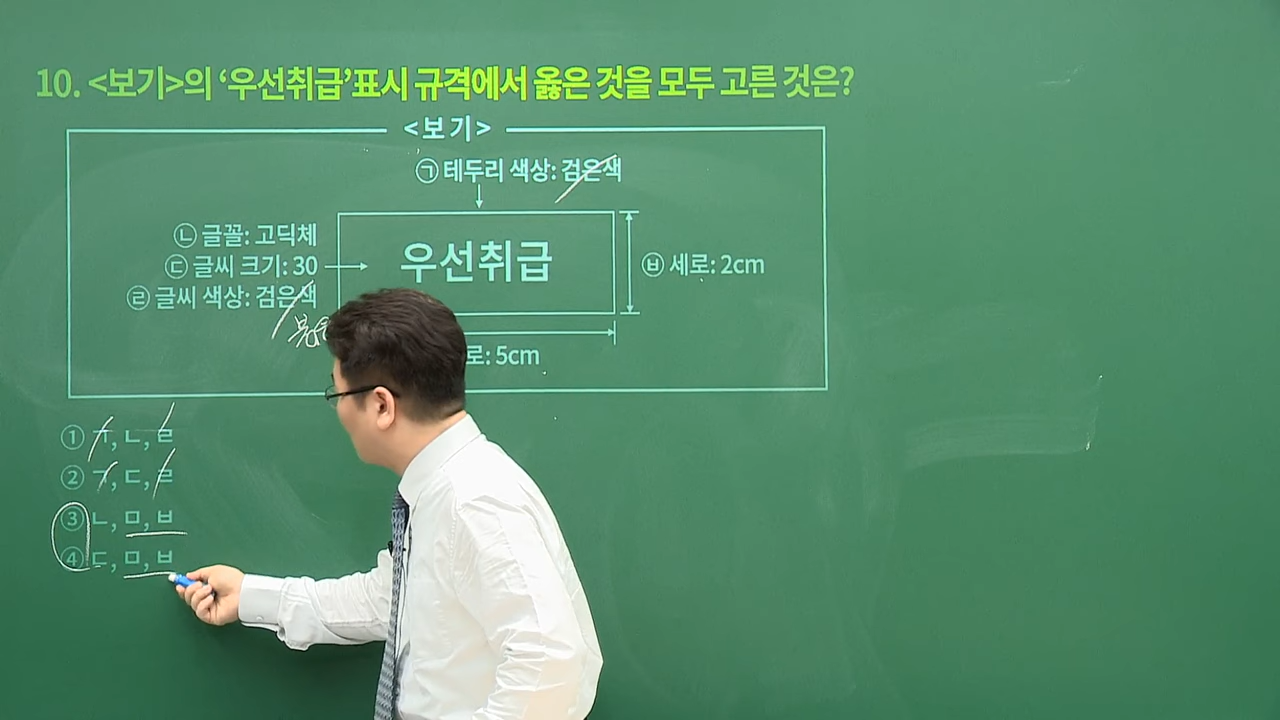 10. <보기>의 ‘우선취급’표시 규격에서 옳은 것을 모두 고른 것은?
<보기>
㉠ 테두리 색상: 검은색
㉡ 글꼴: 고딕체
㉢ 글씨 크기: 30
㉣ 글씨 색상: 검은색
우선취급
㉥ 세로: 2cm
로: 5cm
① ㄱ, ㄴ, ㄹ
② ㄱ, ㄷ, ㄹ
③ ㄴ, ㅁ, ㅂ
④ ㄷ, ㅁ, ㅂ